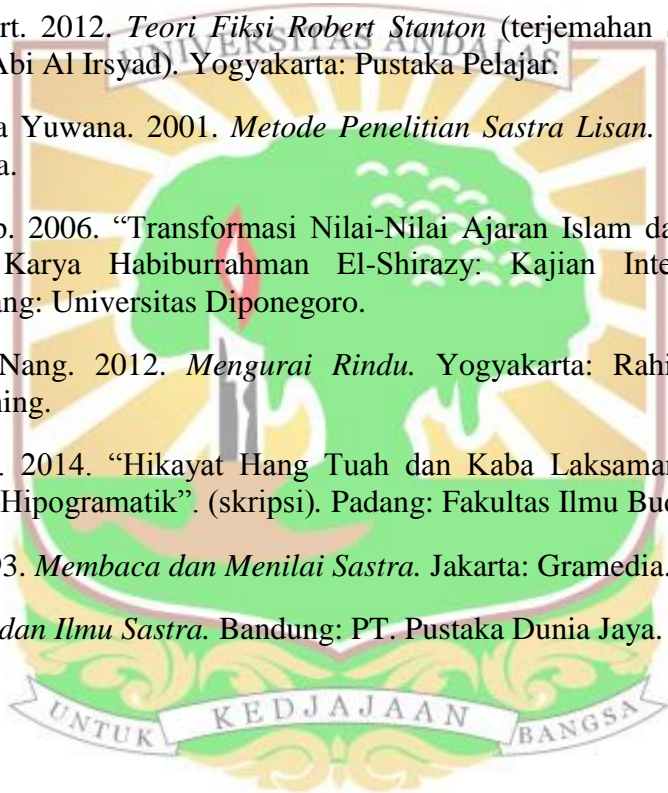 rt. 2012. Teori Fiksi Robert Stanton (terjemahan
UNIVERSITAS ANDALAS
Abi Al Irsyad). Yogyakarta: Pustaka Pelajar.
a Yuwana. 2001. Metode Penelitian Sastra Lisan.
a.
o. 2006. “Transformasi Nilai-Nilai Ajaran Islam da
Karya Habiburrahman El-Shirazy: Kajian Inte
ang: Universitas Diponegoro.
Nang. 2012. Mengurai Rindu. Yogyakarta: Rahi
ning.
. 2014. “Hikayat Hang Tuah dan Kaba Laksamar
Hipogramatik”. (skripsi). Padang: Fakultas Ilmu Bud
93. Membaca dan Menilai Sastra. Jakarta: Gramedia.
dan Ilmu Sastra. Bandung: PT. Pustaka Dunia Jaya.
UNTUK KEDJAJAAN BANGSA